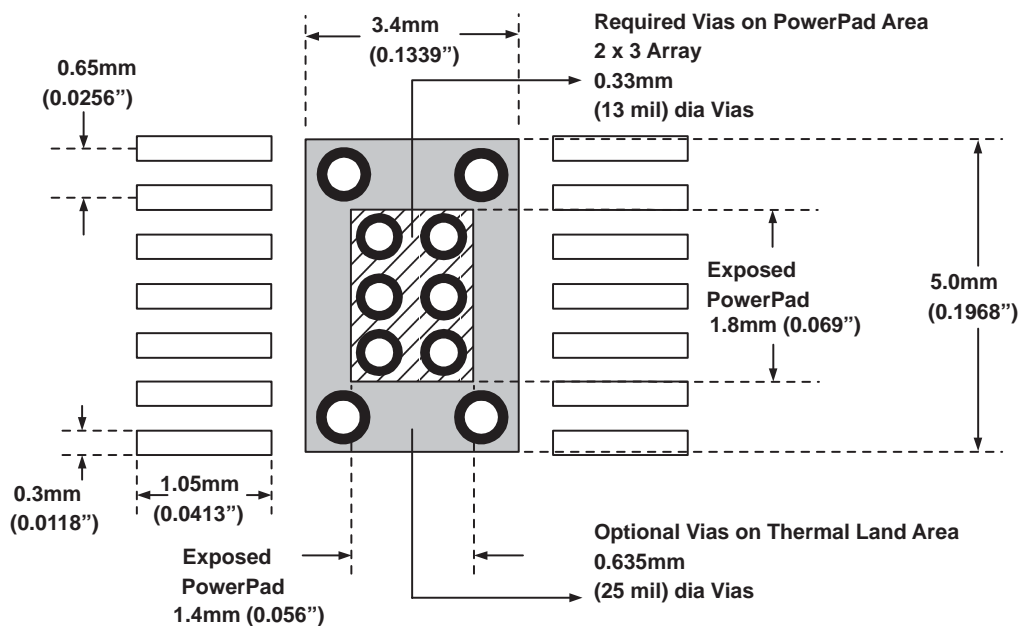 3.4mm
(0.1339”)
Required Vias on PowerPad Area
2 x 3 Array
0.33mm
(13 mil) dia Vias
0.65mm
(0.0256”)
Exposed
PowerPad
1.8mm (0.069”)
5.0mm
(0.1968”)
0.3mm
(0.0118”)
1.05mm
(0.0413”)
Exposed
PowerPad
1.4mm (0.056”)
Optional Vias on Thermal Land Area
0.635mm
(25 mil) dia Vias